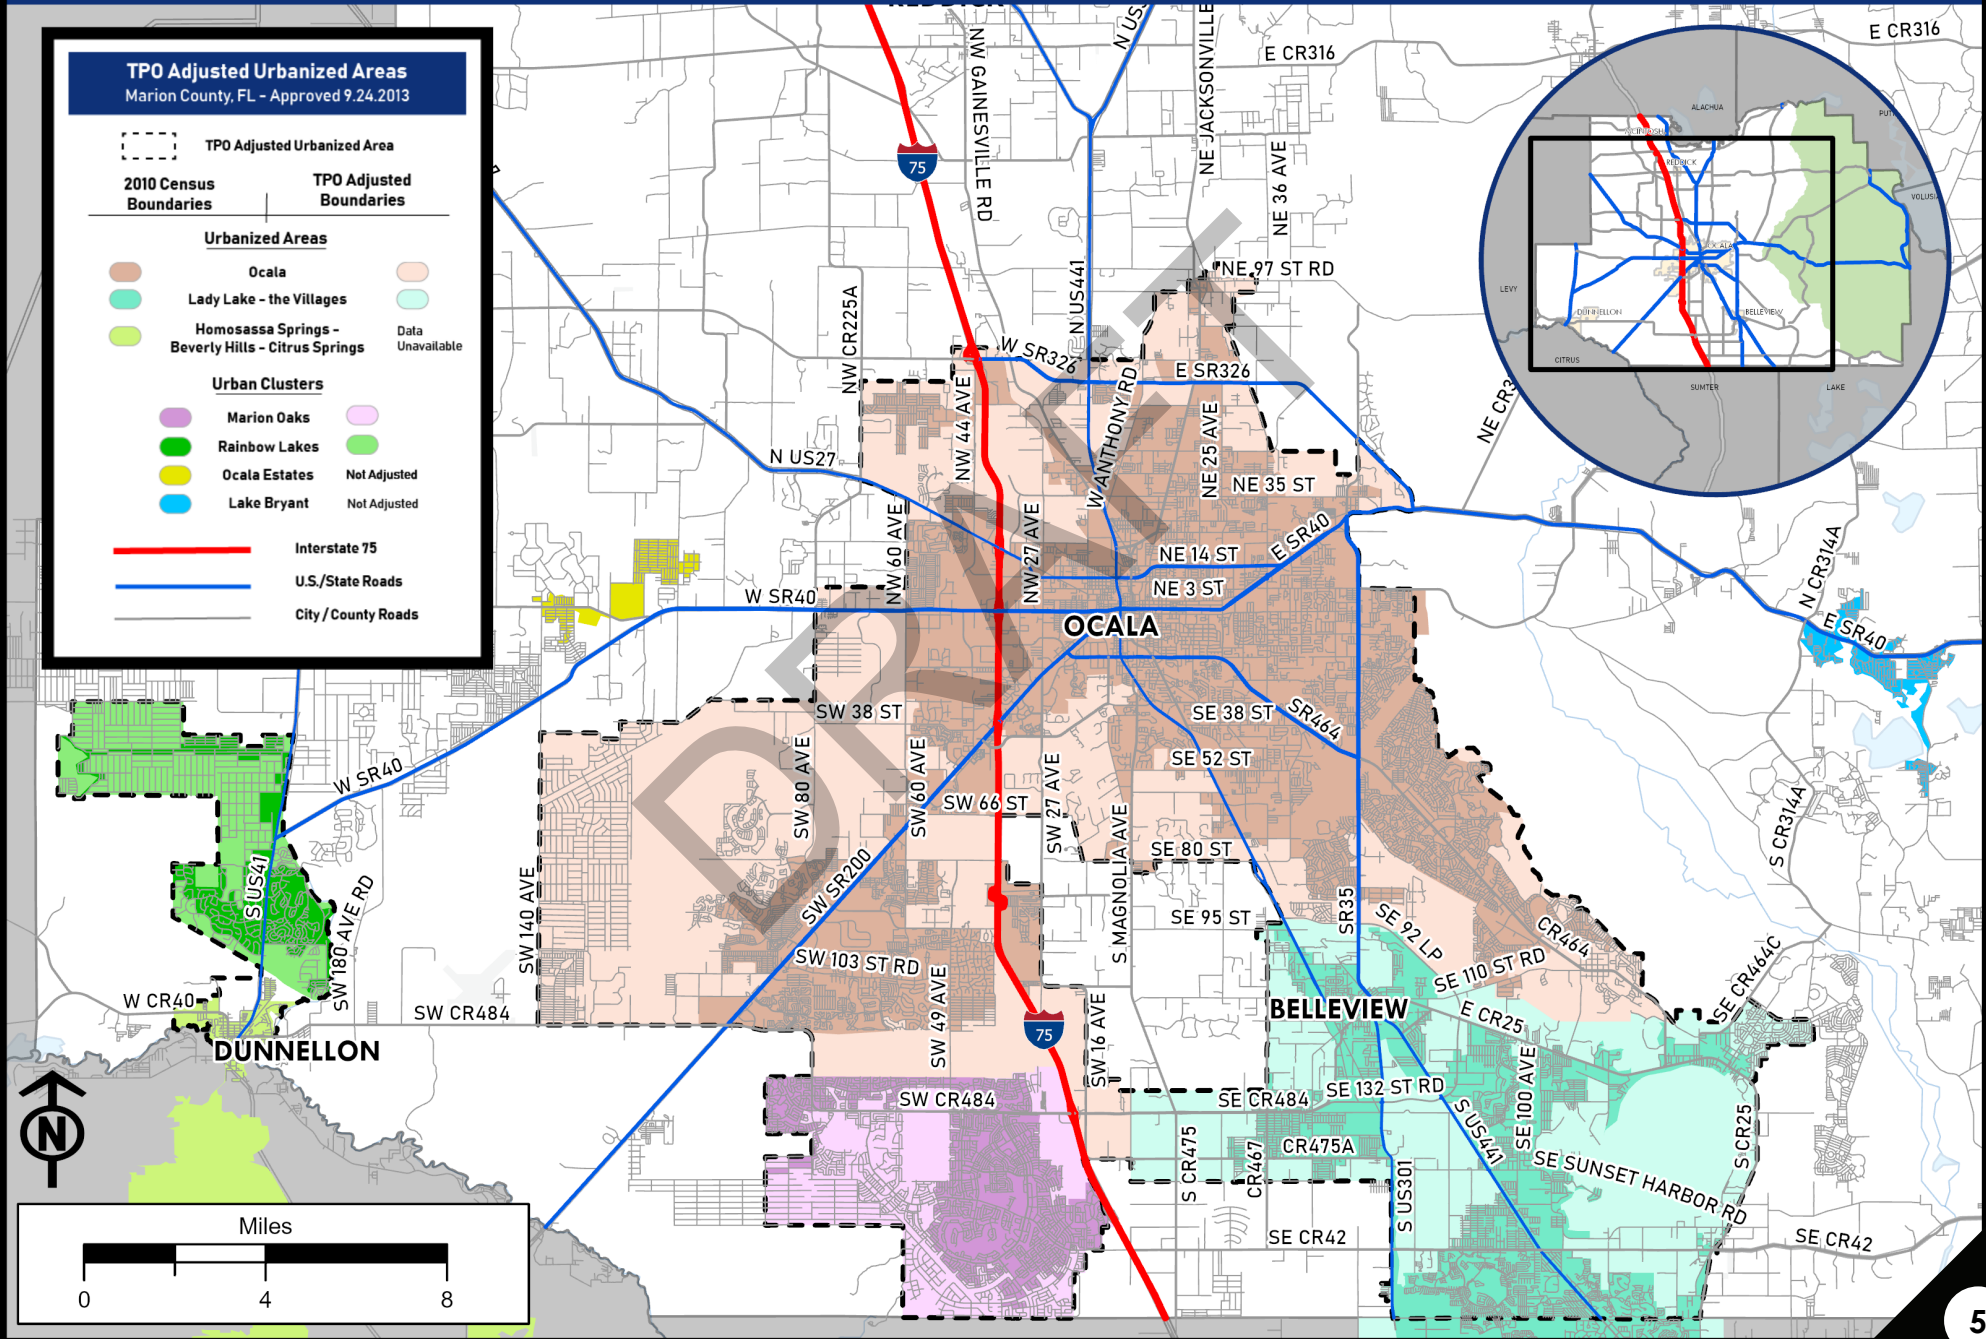 REDDICK
TPO Adjusted Urbanized Areas
Marion County, FL - Approved 9.24.2013
TPO Adjusted Urbanized Area
2010 Census
Boundaries
TPO Adjusted
Boundaries
Urbanized Areas
Ocala
Lady Lake - the Villages
Homosassa Springs -
Beverly Hills - Citrus Springs
Data
Unavailable
Urban Clusters
Marion Oaks
Rainbow Lakes
Ocala Estates
Not Adjusted
Lake Bryant
Not Adjusted
Interstate 75
U.S./State Roads
City / County Roads
75
NW GAINESVILLE RD
N US441
NE JACKSONVILLE
E CR316
NE 36 AVE
E CR316
ALACHUA
MCINTOSH
REDDICK
VOLUSIA
OCALA
LEVY
DUNNELLON
BELLEVIEW
CITRUS
SUMTER
LAKE
NE 97 ST RD
NW CR225A
W SR326
E SR326
NW 44 AVE
W ANTHONY RD
NE 25 AVE
N US27
NE 35 ST
NW 60 AVE
NW 27 AVE
E SR40
NE 14 ST
NE 3 ST
W SR40
OCALA
N CR314A
E SR40
DRAFT
SW 38 ST
SE 38 ST
SR464
SE 52 ST
W SR40
SW 80 AVE
SW 60 AVE
SW 66 ST
SW 27 AVE
S MAGNOLIA AVE
SE 80 ST
S CR314A
S US41
SW 180 AVE RD
SW 140 AVE
SW SR200
SE 95 ST
SR35
SE 92 LP
CR464
SW 103 ST RD
SE 110 ST RD
SE CR464C
W CR40
SW CR484
SW 49 AVE
75
SW 16 AVE
BELLEVIEW
E CR25
DUNNELLON
SW CR484
SE CR484
SE 132 ST RD
SE 100 AVE
S US441
S CR25
N
S CR475
CR467
CR475A
S US301
SE SUNSET HARBOR RD
SE CR42
SE CR42
Miles
0 4 8
5